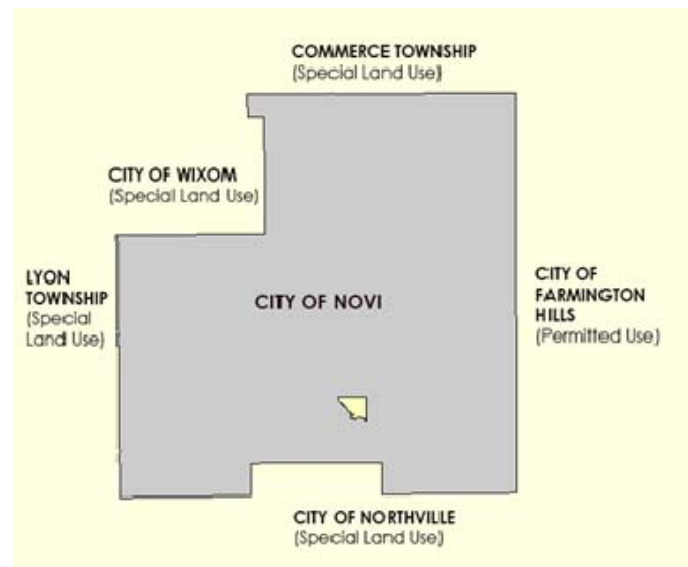 COMMERCE TOWNSHIP
(Special Land Use)
CITY OF WIXOM
(Special Land Use)
LYON
TOWNSHIP
(Special
Land Use)
CITY OF NOVI
CITY OF
FARMINGTON
HILLS
(Permitted Use)
CITY OF NORTHVILLE
(Special Land Use)